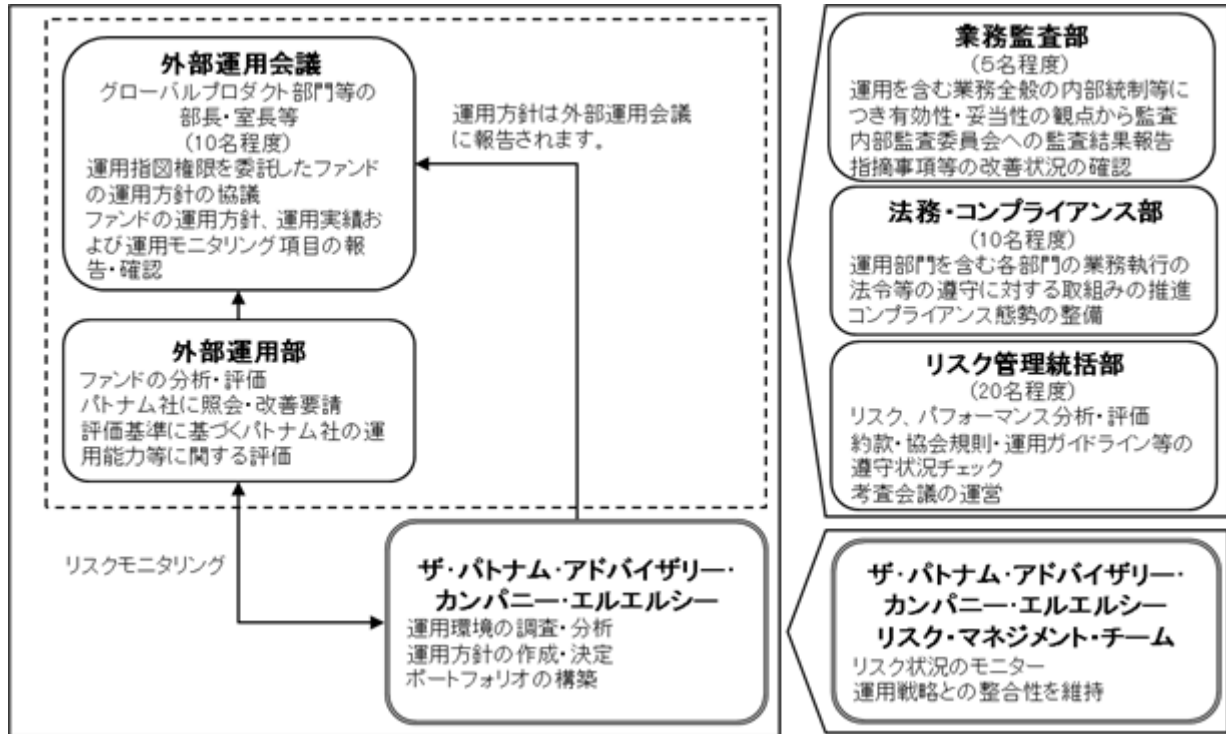 外部運用会議
グローバルプロダクト部門等の
部長・室長等
(10名程度)
運用指図権限を委託したファンド
の運用方針の協議
ファンドの運用方針、運用実績お
よび運用モニタリング項目の報
告・確認
運用方針は外部運用会議
に報告されます。
外部運用部
ファンドの分析・評価
パトナム社に照会・改善要請
評価基準に基づくパトナム社の運
用能力等に関する評価
リスクモニタリング
ザ・パトナム・アドバイザリー・
カンパニー・エルエルシー
運用環境の調査・分析
運用方針の作成・決定
ポートフォリオの構築
業務監査部
(5名程度)
運用を含む業務全般の内部統制等に
つき有効性・妥当性の観点から監査
内部監査委員会への監査結果報告
指摘事項等の改善状況の確認
法務・コンプライアンス部
(10名程度)
運用部門を含む各部門の業務執行の
法令等の遵守に対する取組みの推進
コンプライアンス態勢の整備
リスク管理統括部
(20名程度)
リスク、パフォーマンス分析・評価
約款・協会規則・運用ガイドライン等の
遵守状況チェック
考査会議の運営
ザ・パトナム・アドバイザリー・
カンパニー・エルエルシー
リスク・マネジメント・チーム
リスク状況のモニター
運用戦略との整合性を維持